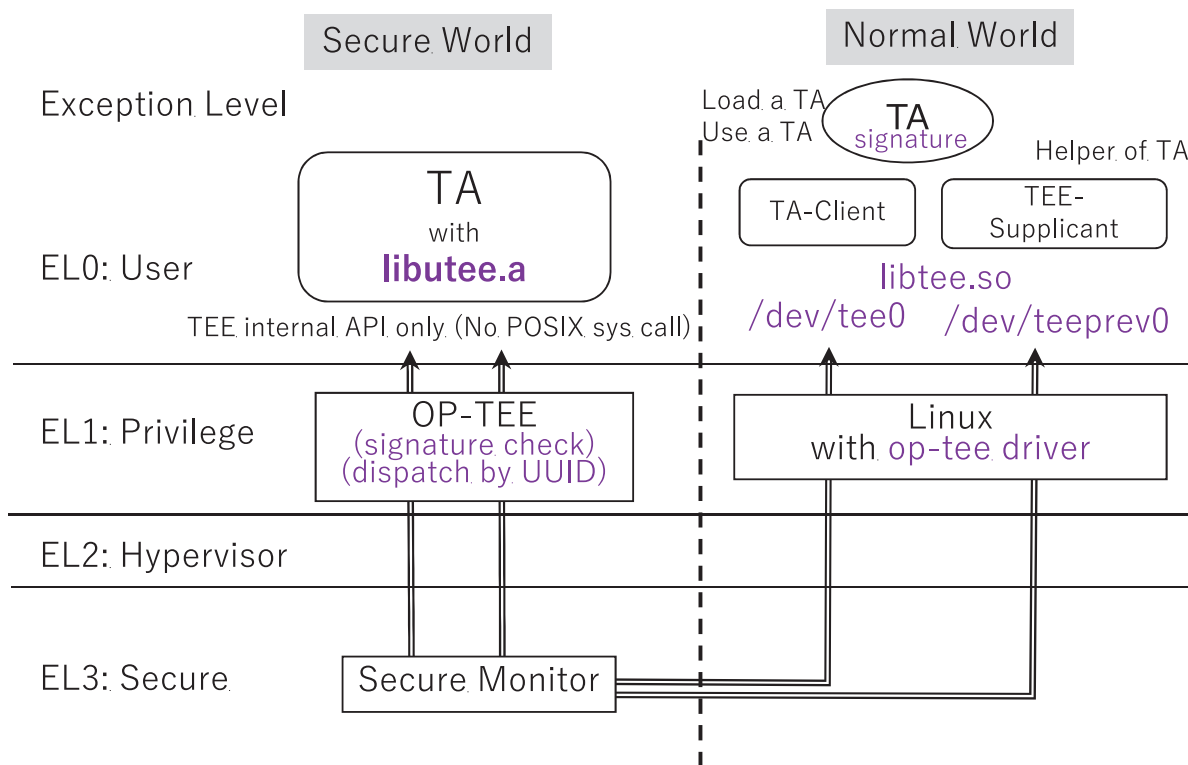 Secure World
Normal World
Exception Level
Load a TA
Use a TA
TA
signature
Helper of TA
TA
with
libutee.a
TA-Client
TEE-
Supplicant
EL0: User
libtee.so
/dev/tee0
/dev/teeprev0
TEE internal API only (No POSIX sys call)
EL1: Privilege
OP-TEE
(signature check)
(dispatch by UUID)
Linux
with op-tee driver
EL2: Hypervisor
EL3: Secure
Secure Monitor